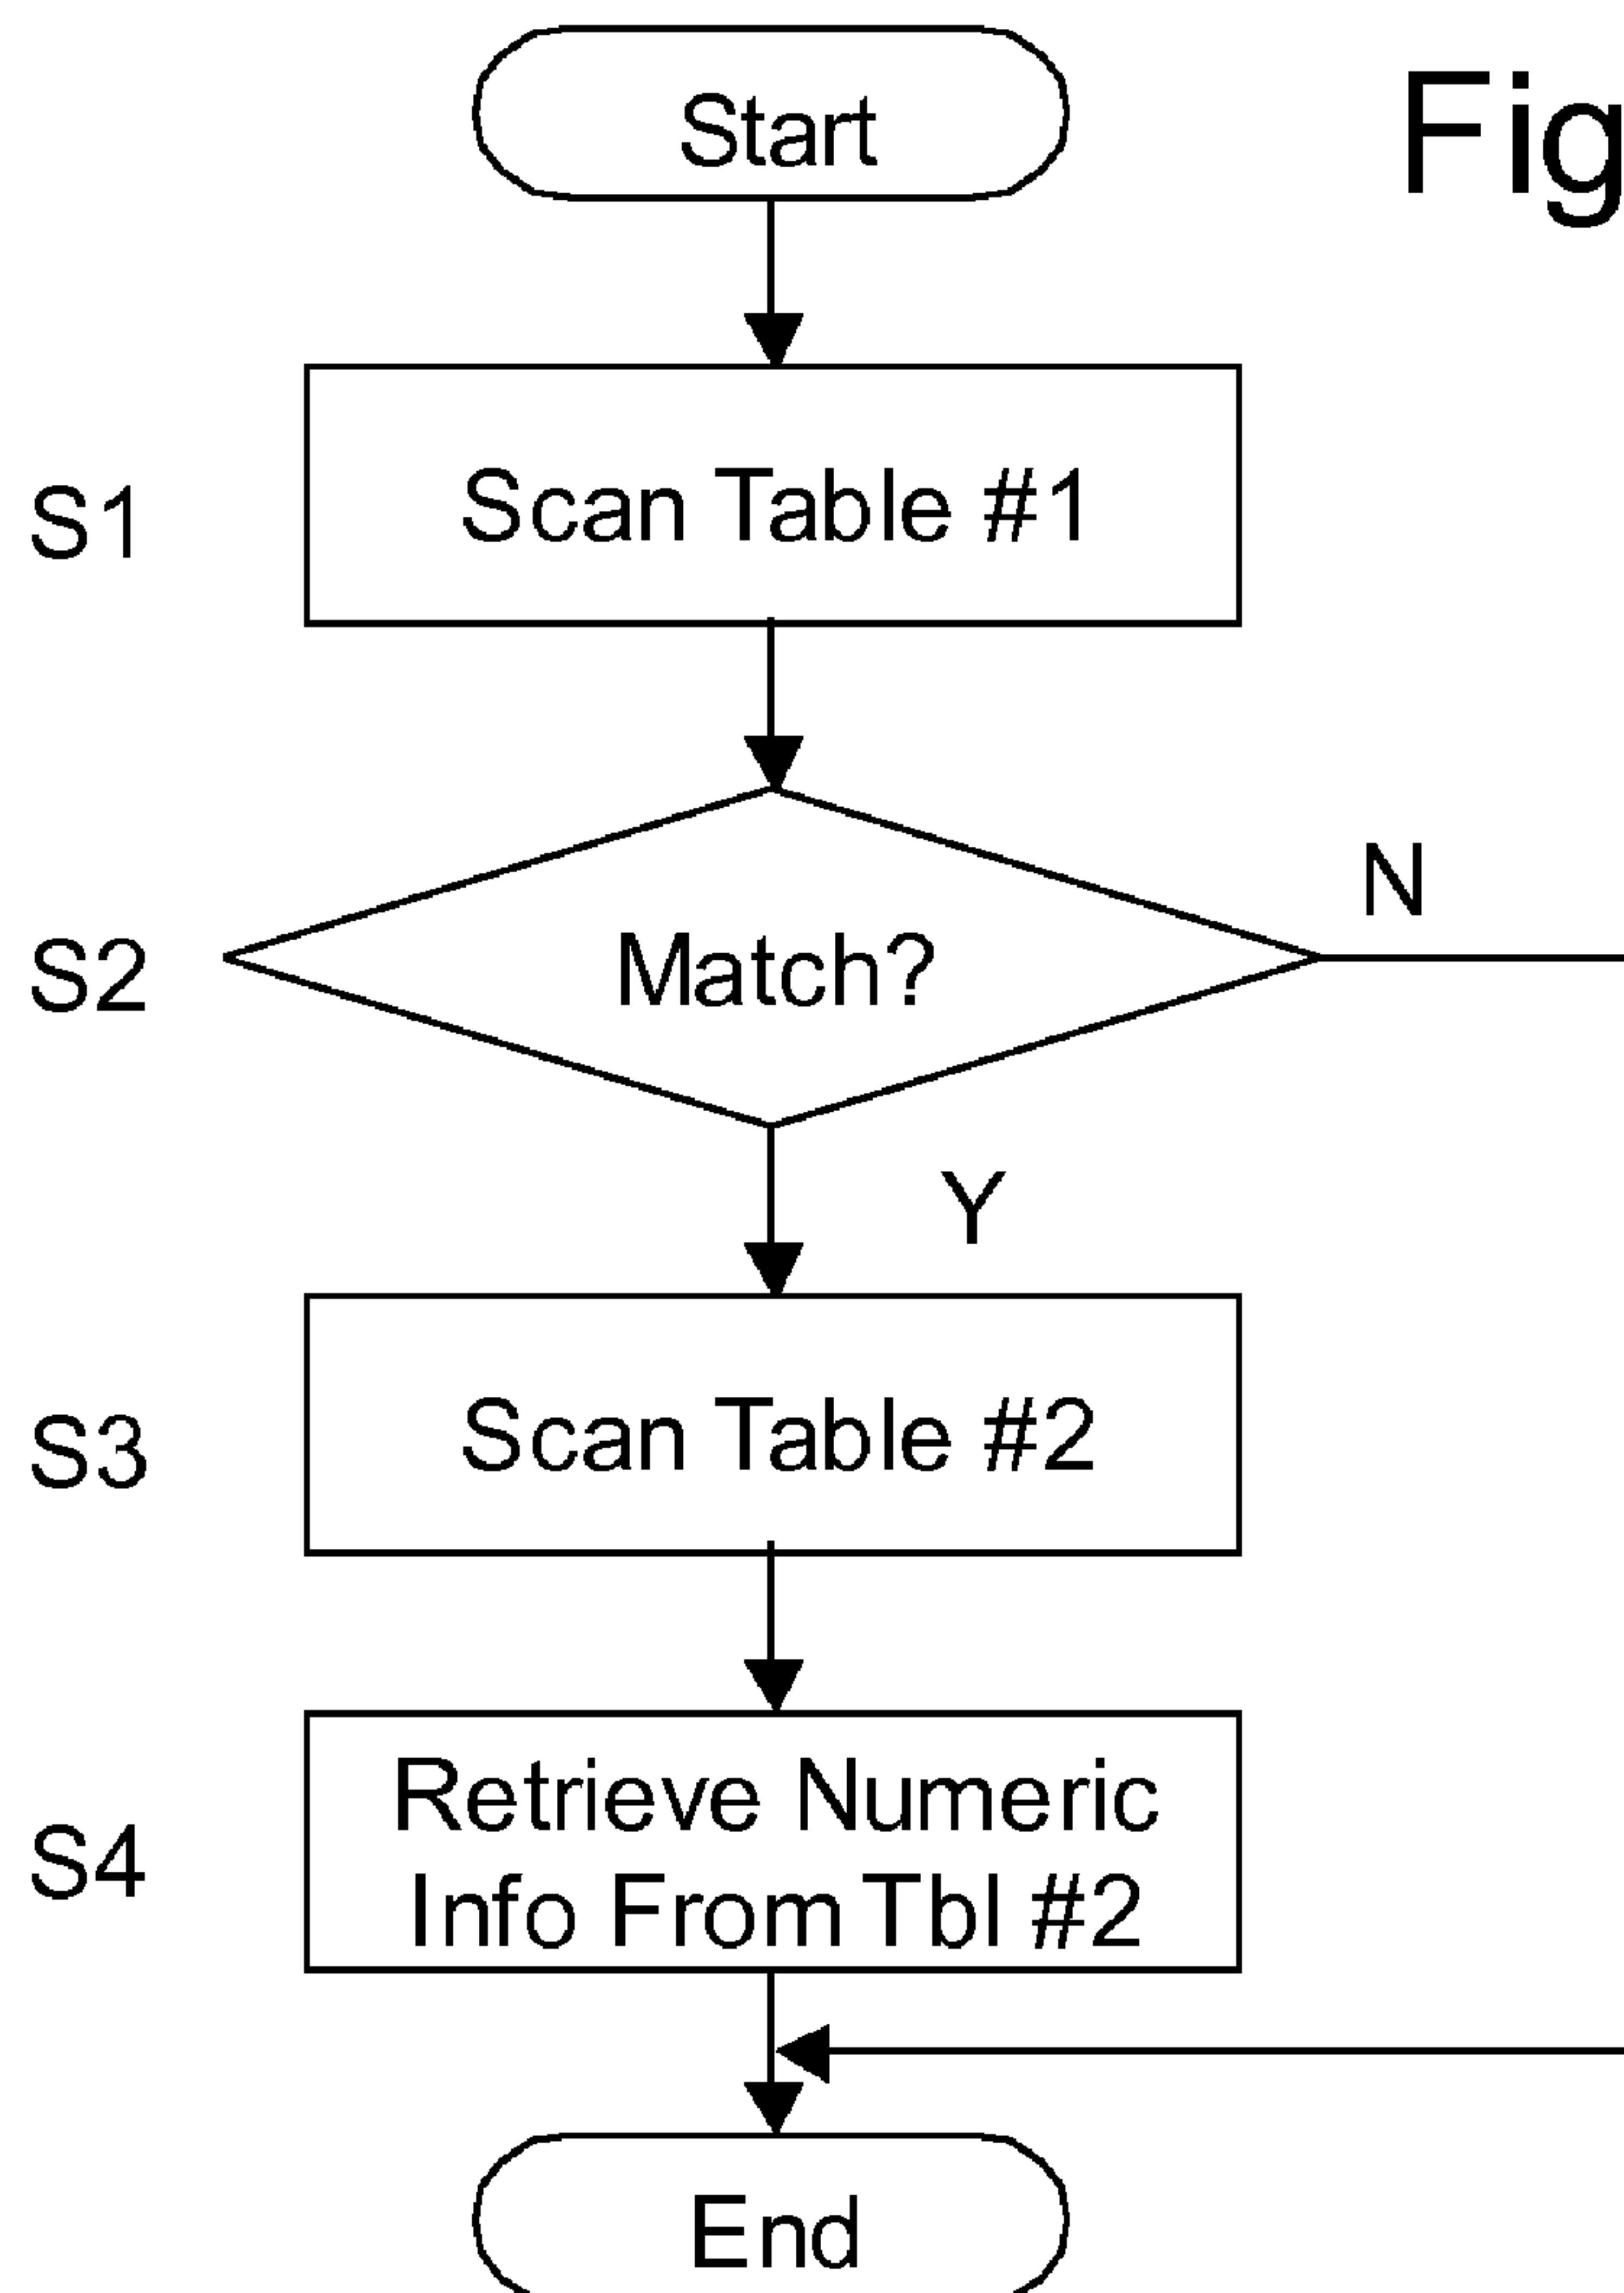 Start
Fig
S1
Scan Table #1
S2
Match?
N
Y
S3
Scan Table #2
S4
Retrieve Numeric
Info From Tbl #2
End